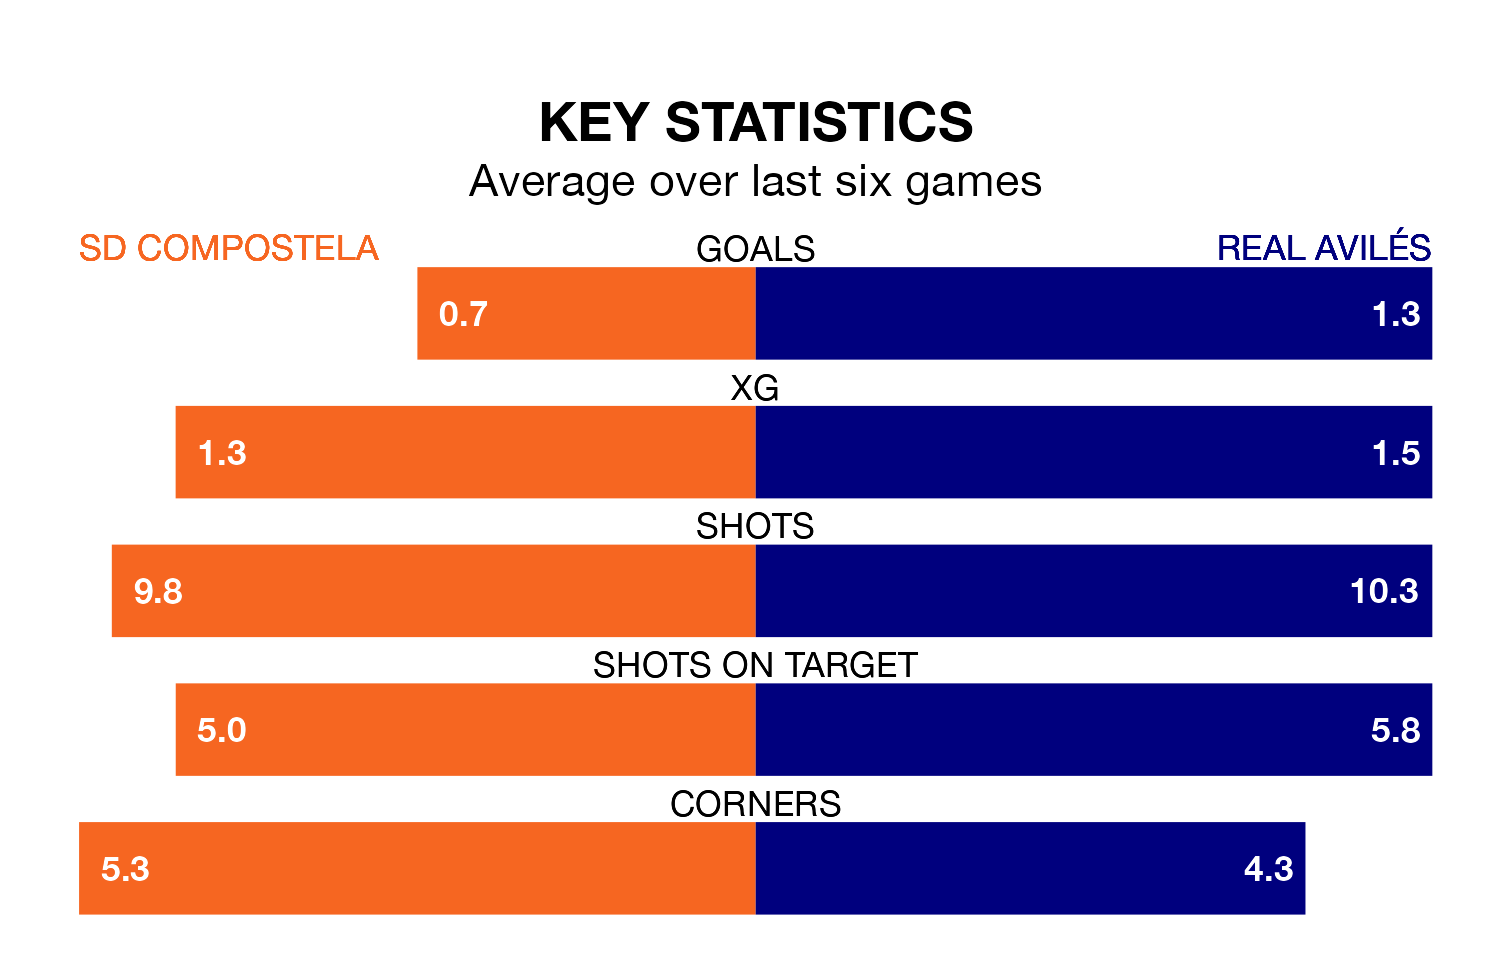 KEY STATISTICS
Average over last six games
SD COMPOSTELA GOALS REAL AVILÉS
0.7 1.3
XG
1.3 1.5
SHOTS
9.8 10.3
SHOTS ON TARGET
5.0 5.8
CORNERS
5.3 4.3